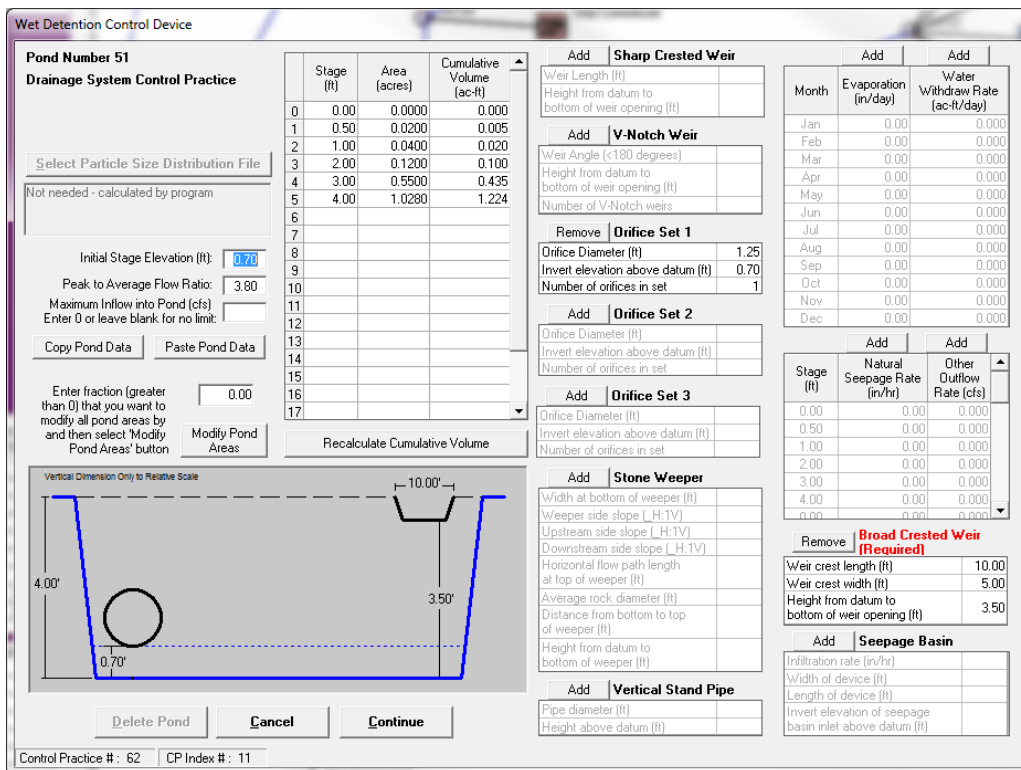 Wet Detention Control Device
Pond Number 51
Drainage System Control Practice
Select Particle Size Distribution File
Not needed - calculated by program
Initial Stage Elevation (ft): 0.70
Peak to Average Flow Ratio: 3.80
Maximum Inflow into Pond (cfs)
Enter 0 or leave blank for no limit:
Copy Pond Data Paste Pond Data
Enter fraction (greater 0.00
than 0) that you want to
modify all pond areas by
and then select 'Modify
Pond Areas' button
Modify Pond
Areas
Stage
(ft)
Area
(acres)
Cumulative
Volume
(ac-ft)
0 0.00 0.0000 0.000
1 0.50 0.0200 0.005
2 1.00 0.0400 0.020
3 2.00 0.1200 0.100
4 3.00 0.5500 0.435
5 4.00 1.0280 1.224
6
7
8
9
10
11
12
13
14
15
16
17
Recalculate Cumulative Volume
Vertical Dimension Only to Relative Scale
10.00'
4.00'
3.50'
0.70'
Delete Pond Cancel Continue
Control Practice # : 62 CP Index # : 11
Add Sharp Crested Weir
Weir Length (ft)
Height from datum to
bottom of weir opening (ft)
Add V-Notch Weir
Weir Angle (<180 degrees)
Height from datum to
bottom of weir opening (ft)
Number of V-Notch weirs
Remove Orifice Set 1
Orifice Diameter (ft) 1.25
Invert elevation above datum (ft) 0.70
Number of orifices in set 1
Add Orifice Set 2
Orifice Diameter (ft)
Invert elevation above datum (ft)
Number of orifices in set
Add Orifice Set 3
Orifice Diameter (ft)
Invert elevation above datum (ft)
Number of orifices in set
Add Stone Weeper
Width at bottom of weeper (ft)
Weeper side slope (_H:1V)
Upstream side slope (_H:1V)
Downstream side slope (_H:1V)
Horizontal flow path length
at top of weeper (ft)
Average rock diameter (ft)
Distance from bottom to top
of weeper (ft)
Height from datum to
bottom of weeper (ft)
Add Vertical Stand Pipe
Pipe diameter (ft)
Height above datum (ft)
Add Add
Month
Evaporation
(in/day)
Water
Withdraw Rate
(ac-ft/day)
Jan 0.00 0.000
Feb 0.00 0.000
Mar 0.00 0.000
Apr 0.00 0.000
May 0.00 0.000
Jun 0.00 0.000
Jul 0.00 0.000
Aug 0.00 0.000
Sep 0.00 0.000
Oct 0.00 0.000
Nov 0.00 0.000
Dec 0.00 0.000
Add Add
Stage
(ft)
Natural
Seepage Rate
(in/hr)
Other
Outflow
Rate (cfs)
0.00 0.00 0.000
0.50 0.00 0.000
1.00 0.00 0.000
2.00 0.00 0.000
3.00 0.00 0.000
4.00 0.00 0.000
0.00 0.00 0.000
Remove Broad Crested Weir
(Required)
Weir crest length (ft) 10.00
Weir crest width (ft) 5.00
Height from datum to
bottom of weir opening (ft) 3.50
Add Seepage Basin
Infiltration rate (in/hr)
Width of device (ft)
Length of device (ft)
Invert elevation of seepage
basin inlet above datum (ft)